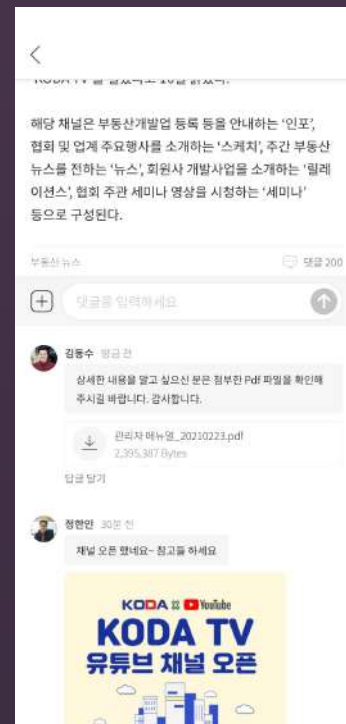 해당 채널은 부동산개발업 등록 등을 안내하는 ‘인포’,
협회 및 업계 주요행사를 소개하는 ‘스케치’, 주간 부동산
뉴스를 전하는 ‘뉴스’, 회원사 개발사업을 소개하는 ‘릴레
이션스’, 협회 주관 세미나 영상을 시청하는 ‘세미나’
등으로 구성된다.
부동산 뉴스
댓글 200
댓글을 입력하세요
김동수 방금 전
상세한 내용을 알고 싶으신 분은 첨부한 Pdf 파일을 확인해
주시길 바랍니다. 감사합니다.
관리자 매뉴얼_20210223.pdf
2,395,387 Bytes
답글 달기
정한만 30분 전
채널 오픈 했네요~ 참고들 하세요
KODA YouTube
KODA TV
유튜브 채널 오픈